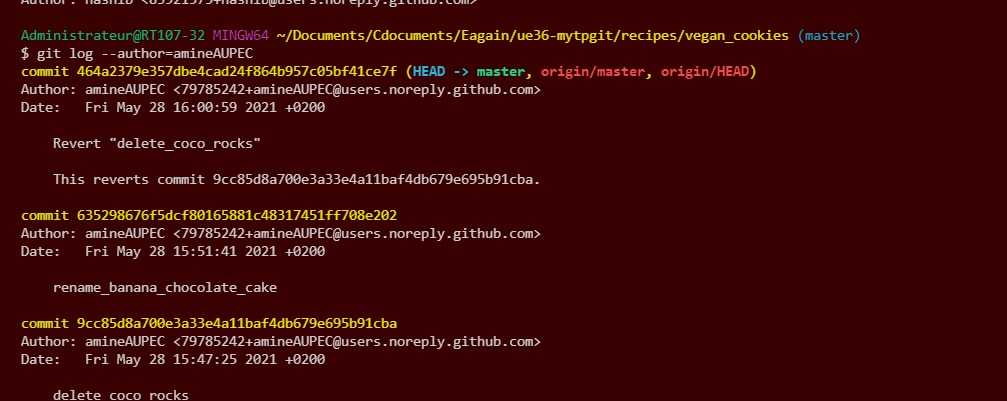 Administrateur@RT107-32 MINGW64 ~/Documents/Cdocuments/Eagain/ue36-mytpgit/recipes/vegan_cookies (master)
$ git log --author=amineAUPEC
commit 464a2379e357dbe4cad24f864b957c05bf41ce7f (HEAD -> master, origin/master, origin/HEAD)
Author: amineAUPEC <79785242+amineAUPEC@users.noreply.github.com>
Date:   Fri May 28 16:00:59 2021 +0200
Revert "delete_coco_rocks"
This reverts commit 9cc85d8a700e3a33e4a11baf4db679e695b91cba.
commit 635298676f5dcf80165881c48317451ff708e202
Author: amineAUPEC <79785242+amineAUPEC@users.noreply.github.com>
Date:   Fri May 28 15:51:41 2021 +0200
rename_banana_chocolate_cake
commit 9cc85d8a700e3a33e4a11baf4db679e695b91cba
Author: amineAUPEC <79785242+amineAUPEC@users.noreply.github.com>
Date:   Fri May 28 15:47:25 2021 +0200
delete coco rocks